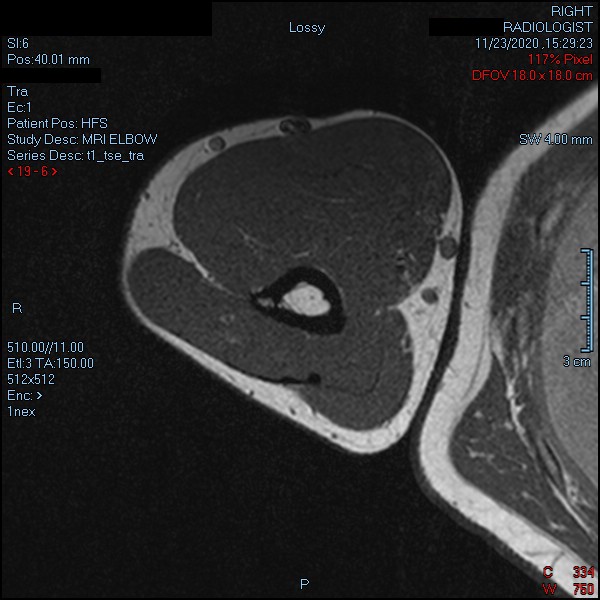 RIGHT
Lossy
RADIOLOGIST
SI:6
11/23/2020 ,15:29:23
Pos:40.01 mm
117% Pixel
DFOV 18.0 x 18.0 cm
Tra
Ec:1
Patient Pos: HFS
Study Desc: MRI ELBOW
SW 4.00 mm
Series Desc: t1_tse_tra
< 19 - 6 >
R
510.00//11.00
Etl:3 TA:150.00
3 cm
512x512
Enc: >
1nex
C 334
P
W 750